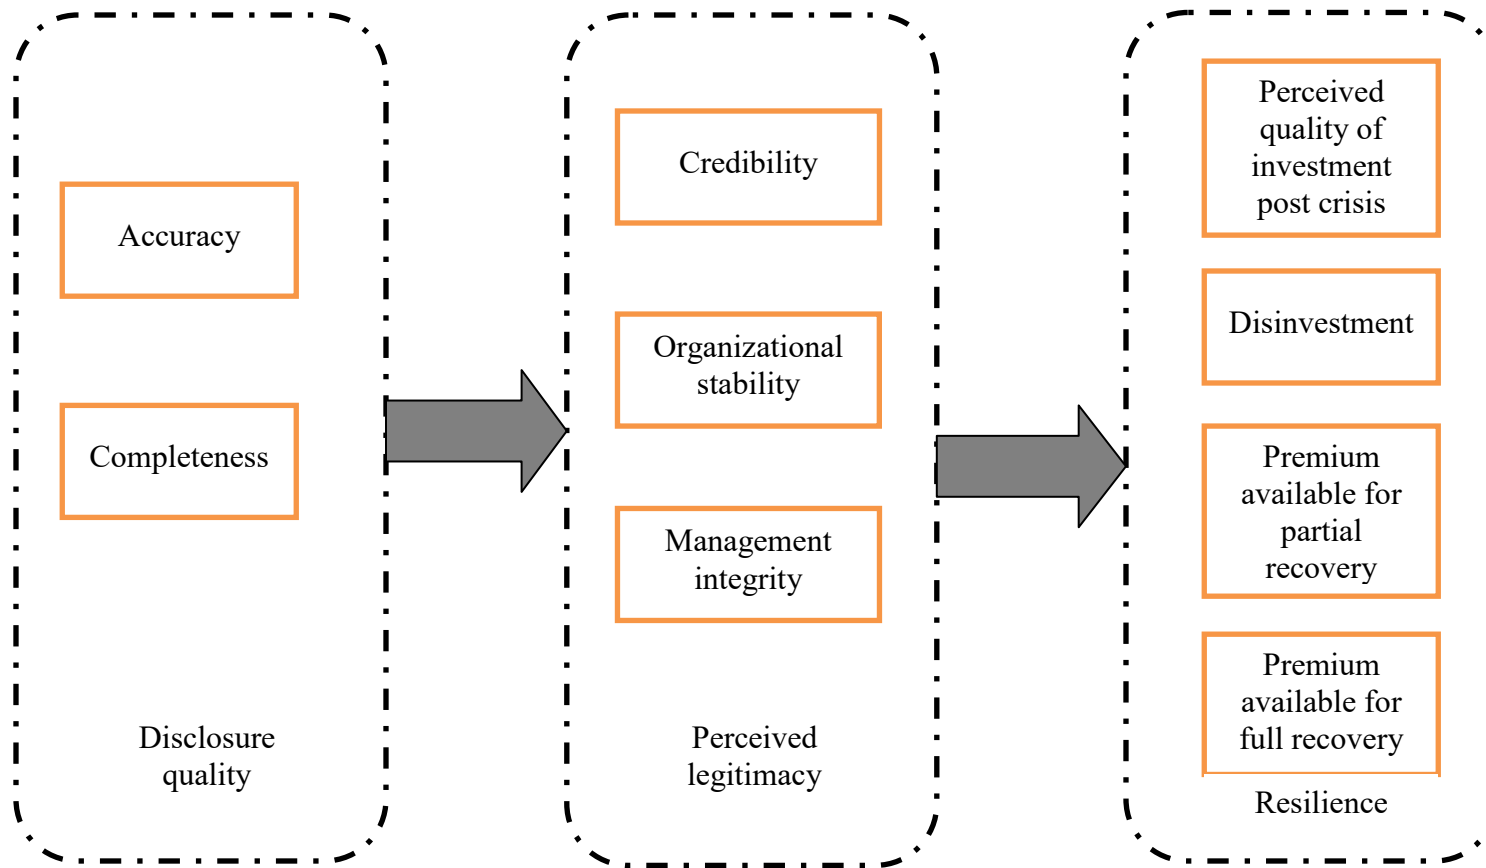 Accuracy
Completeness
Disclosure
quality
Credibility
Organizational
stability
Management
integrity
Perceived
legitimacy
Perceived
quality of
investment
post crisis
Disinvestment
Premium
available for
partial
recovery
Premium
available for
full recovery
Resilience